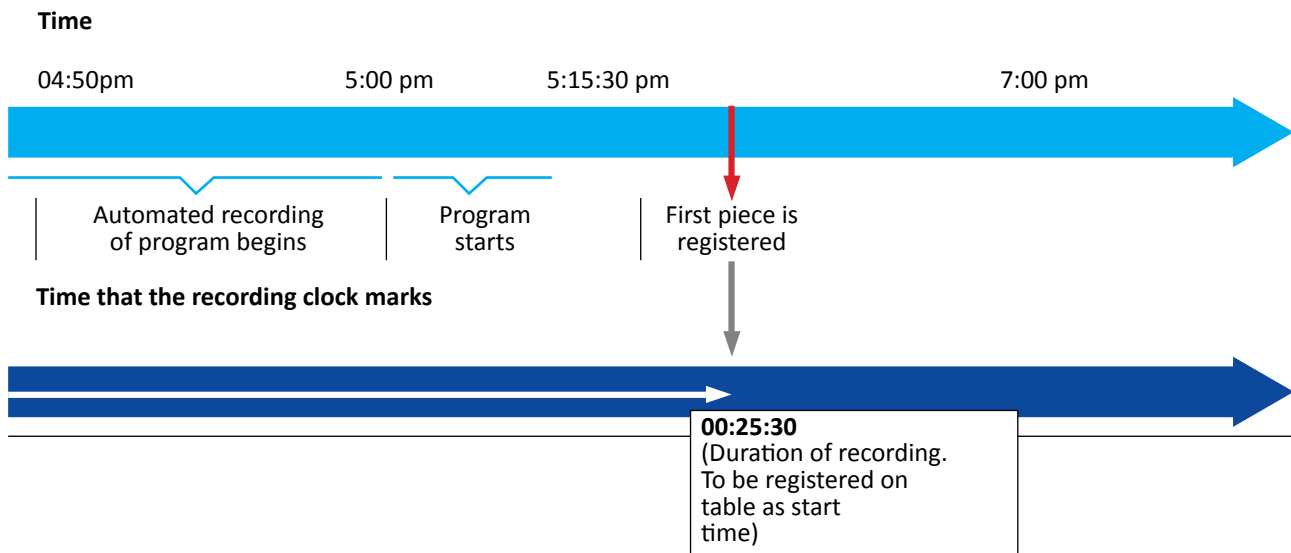 Time
04:50pm 5:00 pm 5:15:30 pm 7:00 pm
Automated recording
of program begins
Program
starts
First piece is
registered
Time that the recording clock marks
00:25:30
(Duration of recording.
To be registered on
table as start
time)